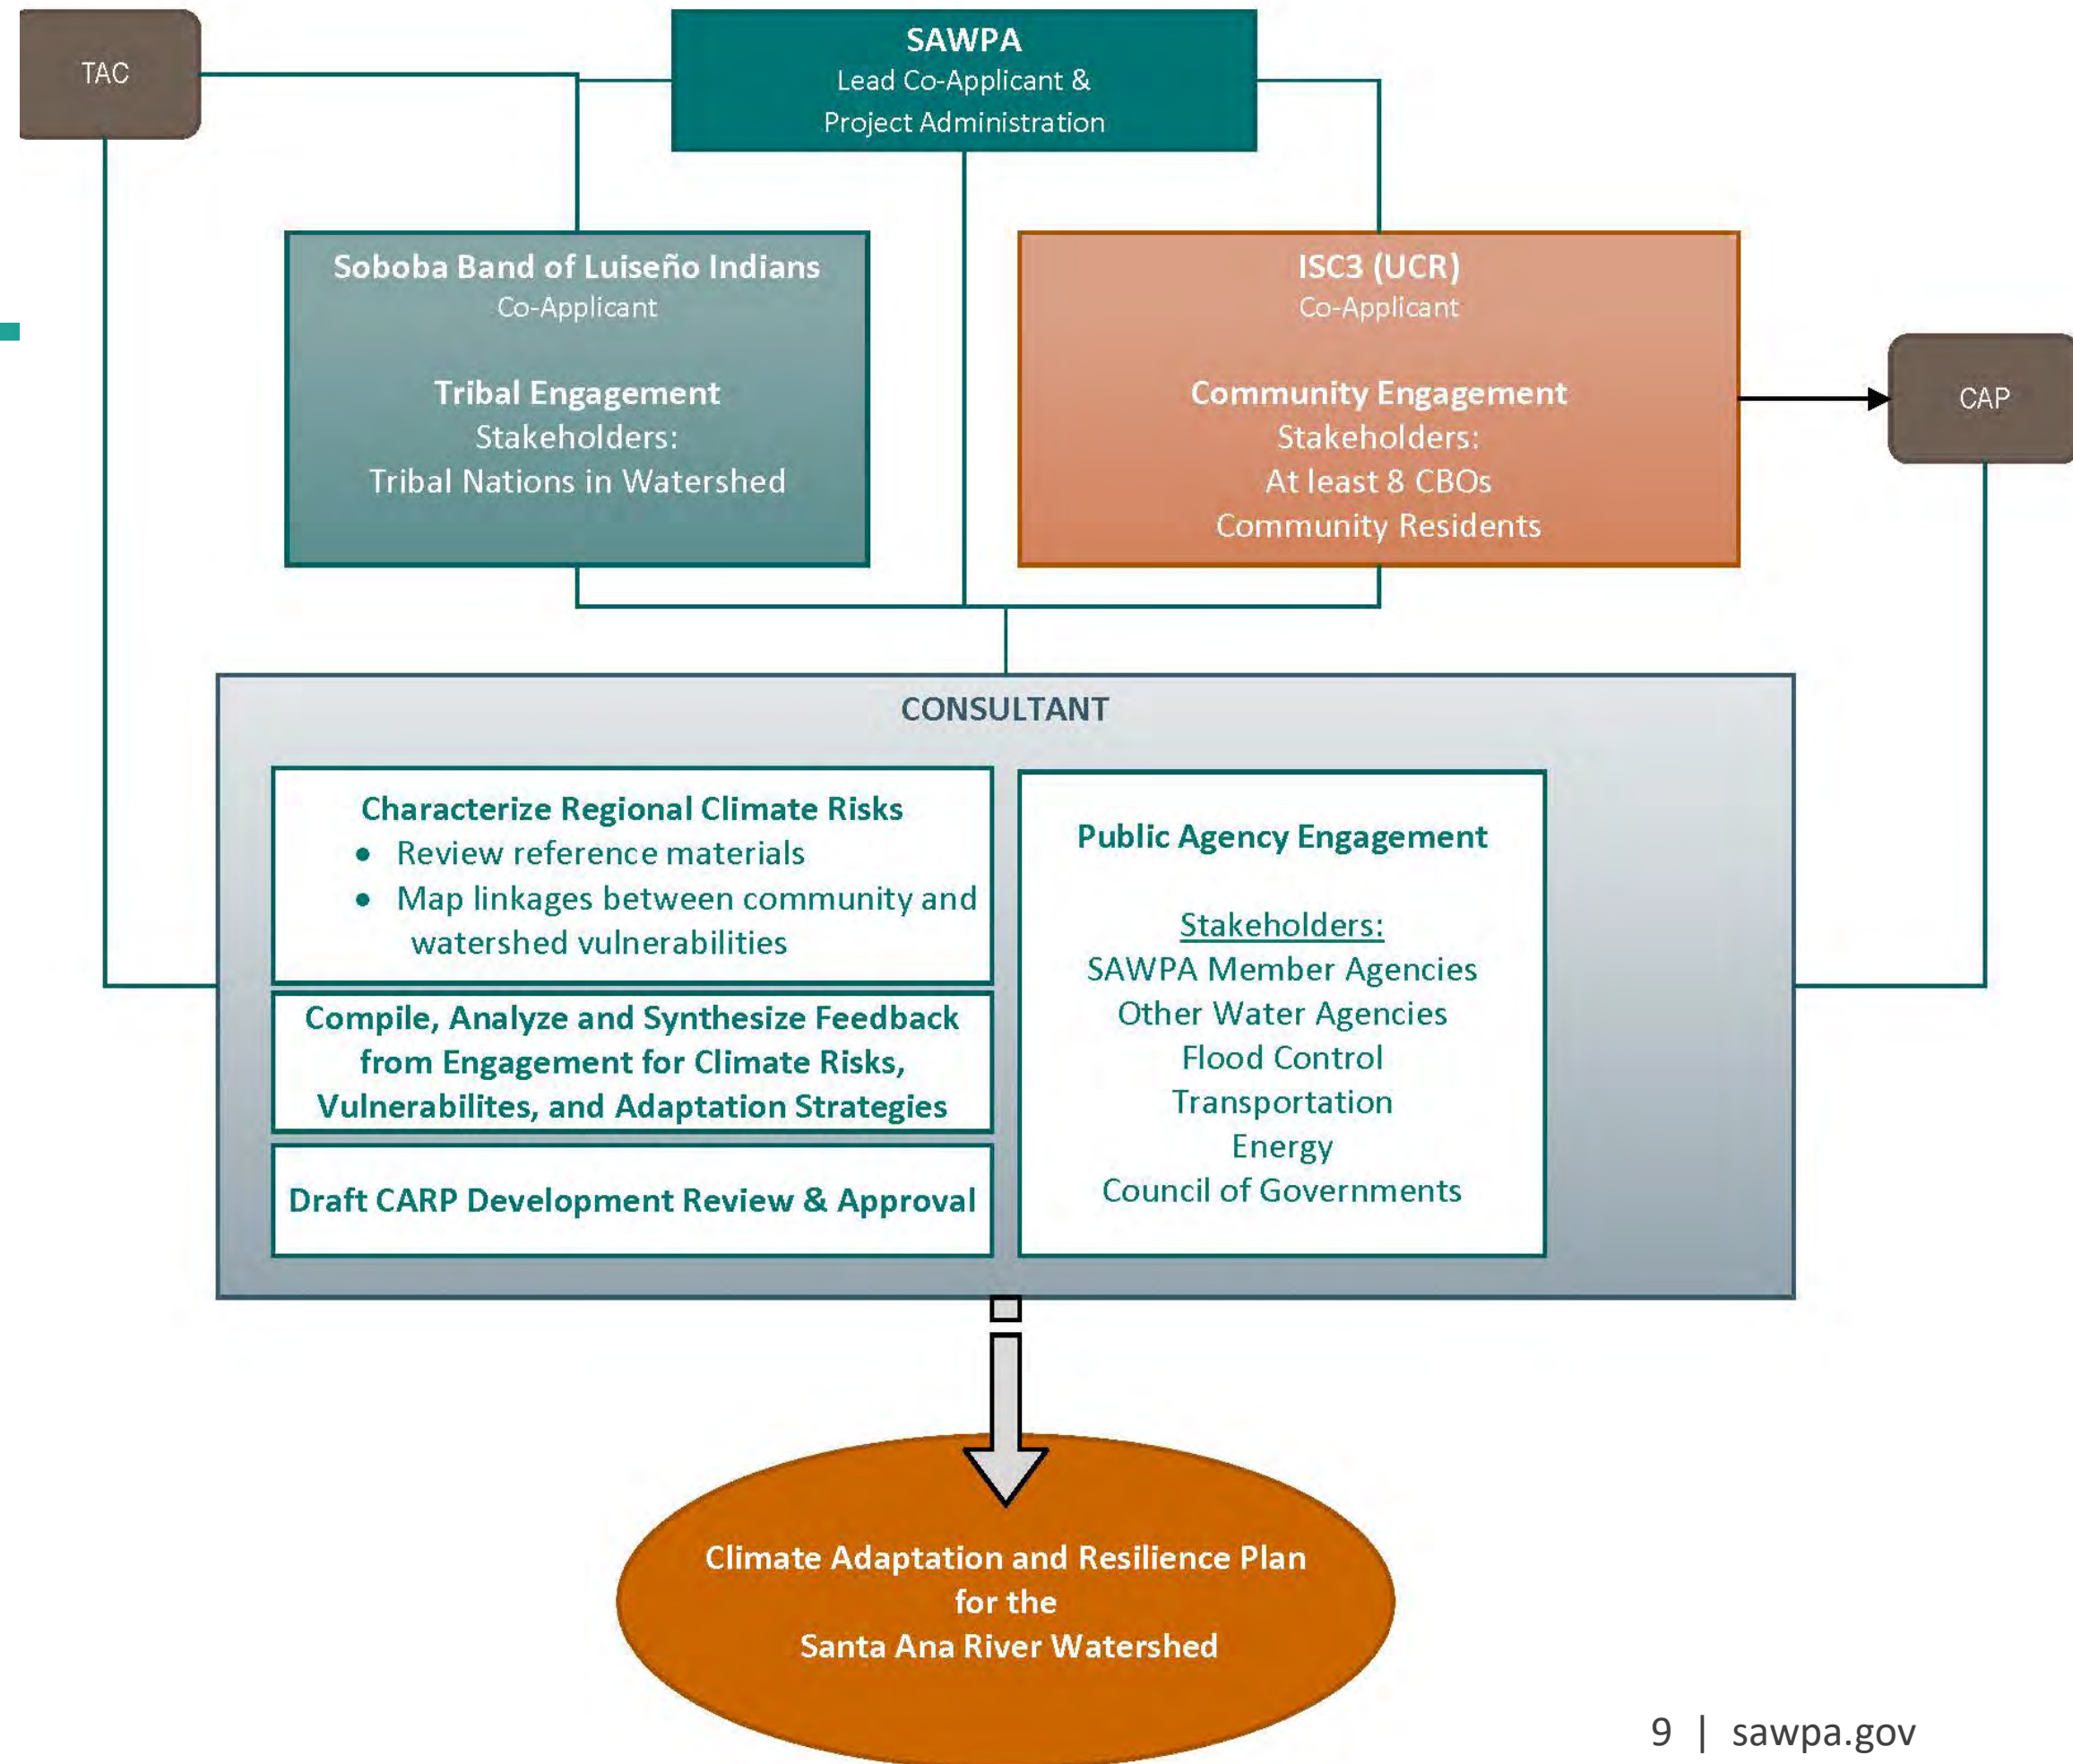 TAC
SAWPA
Lead Co-Applicant &
Project Administration
Soboba Band of Luiseño Indians
Co-Applicant
Tribal Engagement
Stakeholders:
Tribal Nations in Watershed
ISC3 (UCR)
Co-Applicant
Community Engagement
Stakeholders:
At least 8 CBOs
Community Residents
CAP
CONSULTANT
Characterize Regional Climate Risks
• Review reference materials
• Map linkages between community and
watershed vulnerabilities
Compile, Analyze and Synthesize Feedback
from Engagement for Climate Risks,
Vulnerabilites, and Adaptation Strategies
Draft CARP Development Review & Approval
Public Agency Engagement
Stakeholders:
SAWPA Member Agencies
Other Water Agencies
Flood Control
Transportation
Energy
Council of Governments
Climate Adaptation and Resilience Plan
for the
Santa Ana River Watershed
9 | sawpa.gov